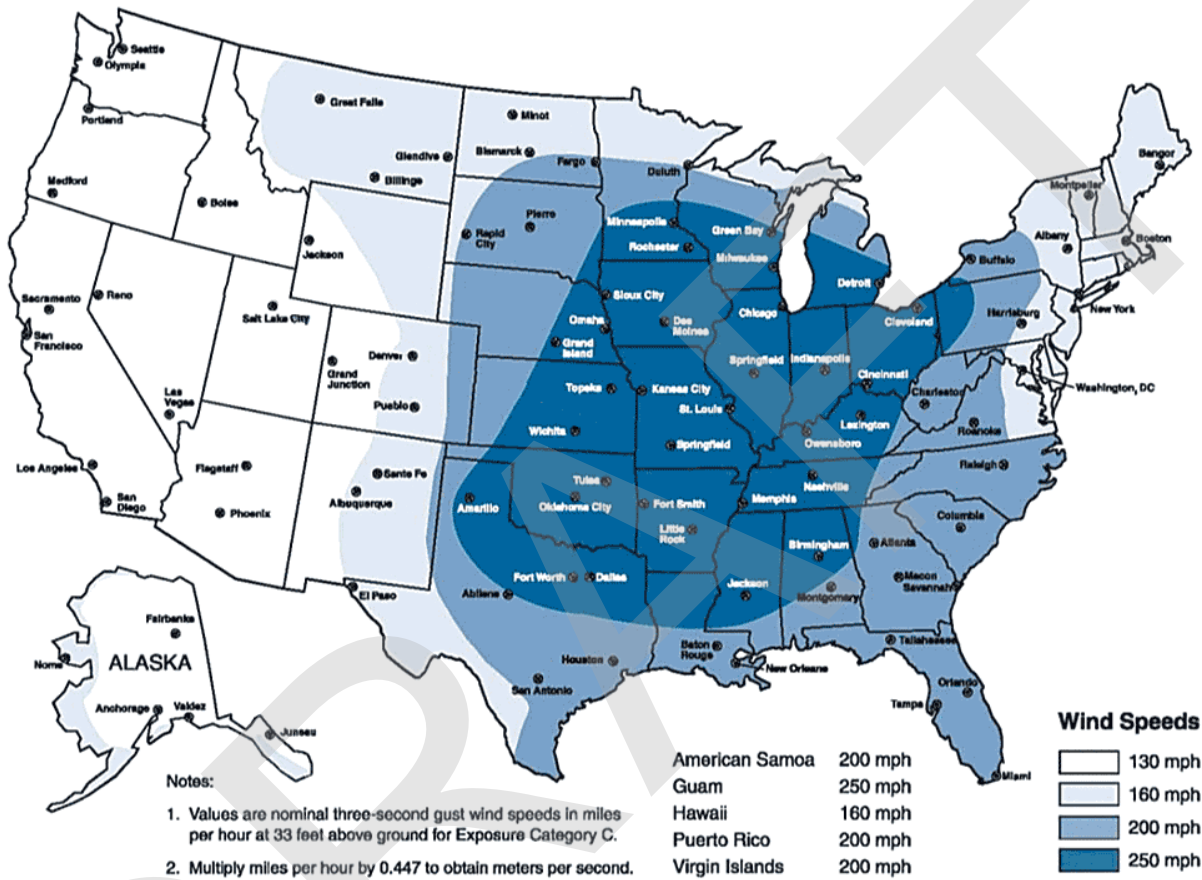 Seattle
Olympia
Portland
Medford
Boise
Great Falls
Glendive
Billings
Minot
Bismarck
Fargo
Duluth
Pierre
Rapid City
Minneapolis
Rochester
Green Bay
Milwaukee
Detroit
Buffalo
Albany
Montpelier
Bangor
Boston
New York
Harrisburg
Washington, DC
Jackson
Sacramento
San Francisco
Reno
Salt Lake City
Las Vegas
Los Angeles
San Diego
Denver
Grand Junction
Pueblo
Flagstaff
Phoenix
Sante Fe
Albuquerque
Sioux City
Omaha
Grand Island
Des Moines
Chicago
Cleveland
Springfield
Indianapolis
Cincinnati
Charleston
Roanoke
Topeka
Kansas City
St. Louis
Lexington
Owensboro
Wichita
Springfield
Raleigh
Nashville
Memphis
Amarillo
Tulsa
Oklahoma City
Fort Smith
Little Rock
Columbia
Atlanta
Birmingham
Macon
Savannah
Montgomery
Jackson
Fort Worth
Dallas
Abilene
El Paso
Houston
San Antonio
Baton Rouge
New Orleans
Tallahassee
Orlando
Tampa
Miami
Fairbanks
Nome
ALASKA
Anchorage
Valdez
Juneau
Notes:
1. Values are nominal three-second gust wind speeds in miles
per hour at 33 feet above ground for Exposure Category C.
2. Multiply miles per hour by 0.447 to obtain meters per second.
American Samoa 200 mph
Guam 250 mph
Hawaii 160 mph
Puerto Rico 200 mph
Virgin Islands 200 mph
Wind Speeds
130 mph
160 mph
200 mph
250 mph